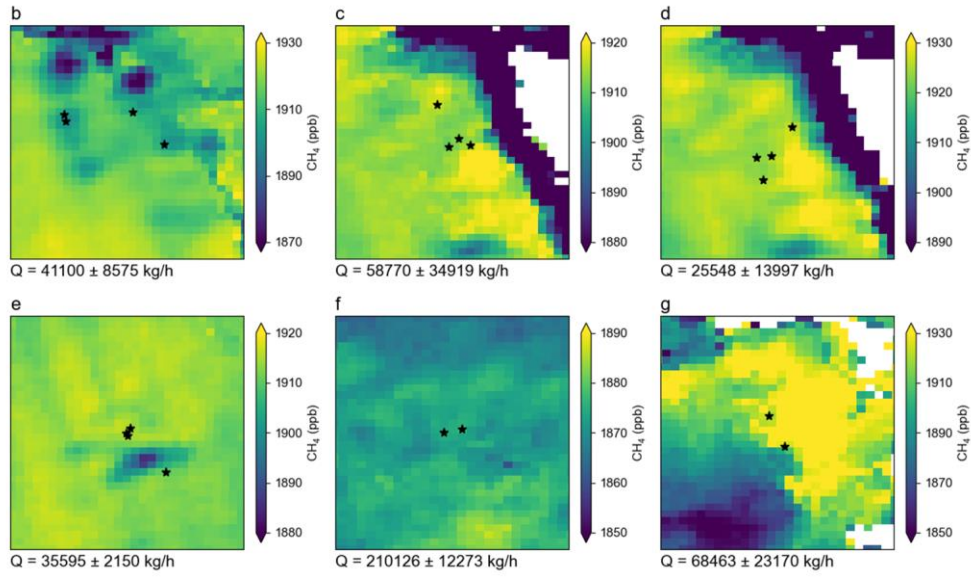 b
1930
1910
1890
1870
CH₄ (ppb)
Q = 41100 ± 8575 kg/h
c
1920
1910
1900
1890
1880
CH₄ (ppb)
Q = 58770 ± 34919 kg/h
d
1930
1920
1910
1900
1890
CH₄ (ppb)
Q = 25548 ± 13997 kg/h
e
1920
1910
1900
1890
1880
CH₄ (ppb)
Q = 35595 ± 2150 kg/h
f
1890
1880
1870
1860
1850
CH₄ (ppb)
Q = 210126 ± 12273 kg/h
g
1930
1910
1890
1870
1850
CH₄ (ppb)
Q = 68463 ± 23170 kg/h